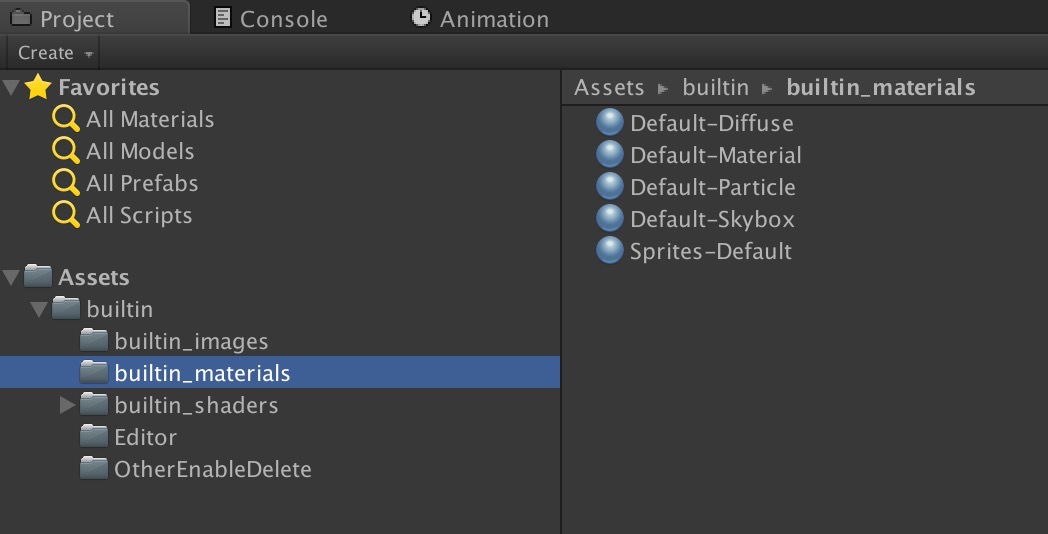 Project Console Animation
Create
Favorites
All Materials
All Models
All Prefabs
All Scripts
Assets
builtin
builtin_images
builtin_materials
builtin_shaders
Editor
OtherEnableDelete
Assets builtin builtin_materials
Default-Diffuse
Default-Material
Default-Particle
Default-Skybox
Sprites-Default